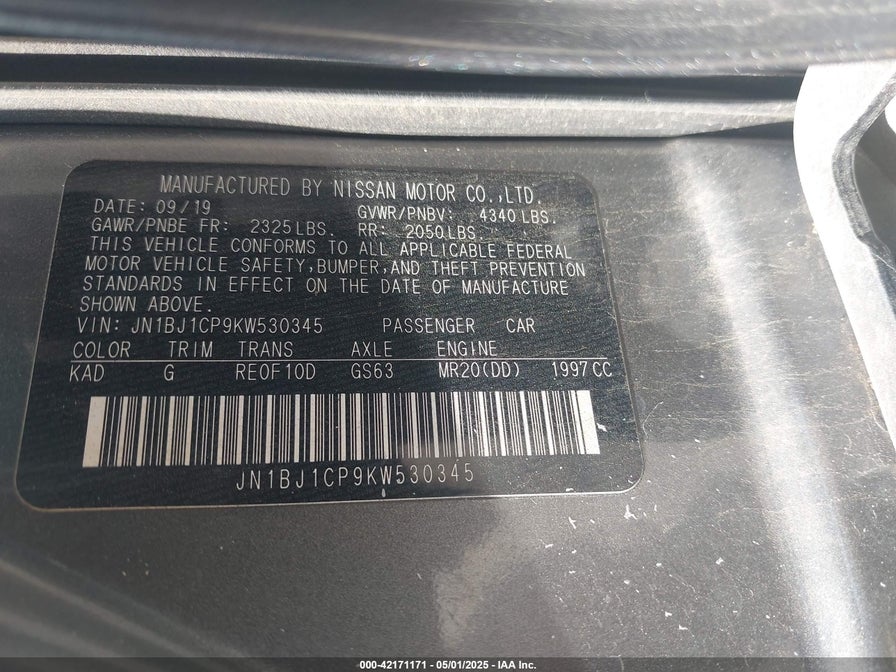 MANUFACTURED BY NISSAN MOTOR CO.,LTD.
DATE: 09/19 GVWR/PNBV: 4340 LBS.
GAWR/PNBE FR: 2325 LBS. RR: 2050 LBS.
THIS VEHICLE CONFORMS TO ALL APPLICABLE FEDERAL
MOTOR VEHICLE SAFETY, BUMPER, AND THEFT PREVENTION
STANDARDS IN EFFECT ON THE DATE OF MANUFACTURE
SHOWN ABOVE.
VIN: JN1BJ1CP9KW530345 PASSENGER CAR
COLOR TRIM TRANS AXLE ENGINE
KAD G RE0F10D GS63 MR20(DD) 1997 CC
JN1BJ1CP9KW530345
000-42171171 - 05/01/2025 - IAA Inc.